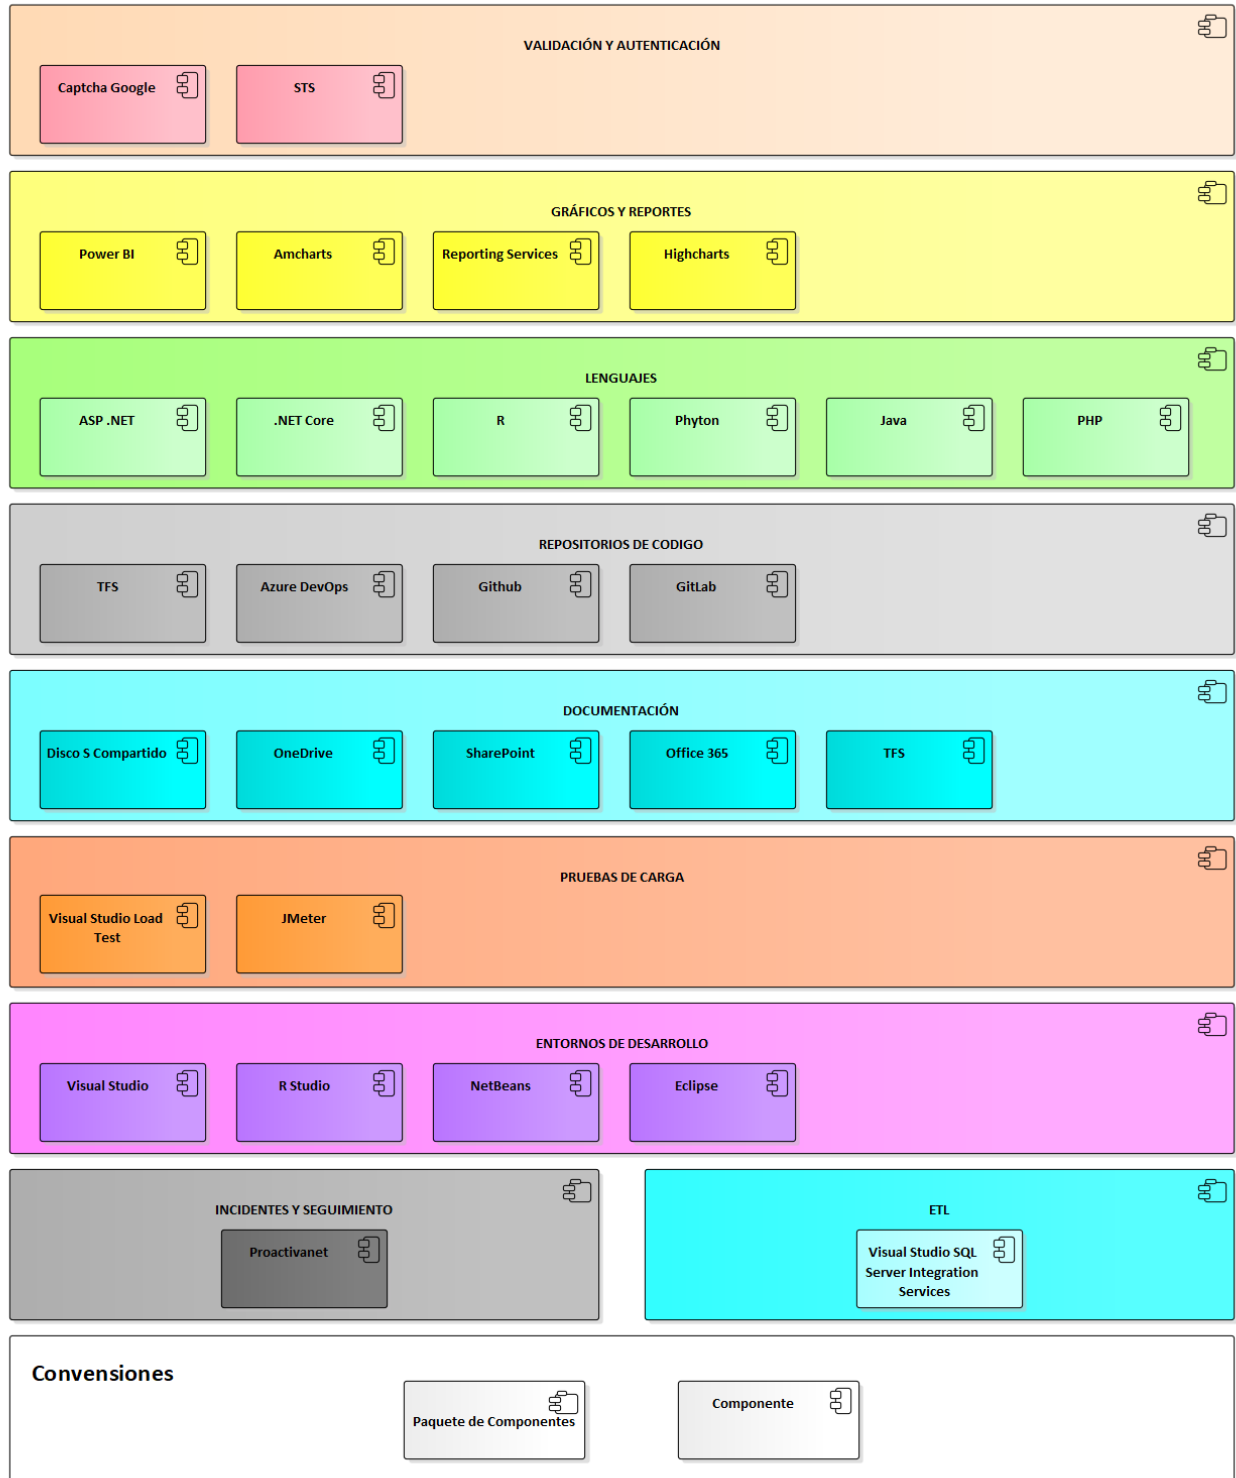 VALIDACIÓN Y AUTENTICACIÓN
Captcha Google
STS
GRÁFICOS Y REPORTES
Power BI
Amcharts
Reporting Services
Highcharts
LENGUAJES
ASP .NET
.NET Core
R
Phyton
Java
PHP
REPOSITORIOS DE CODIGO
TFS
Azure DevOps
Github
GitLab
DOCUMENTACIÓN
Disco S Compartido
OneDrive
SharePoint
Office 365
TFS
PRUEBAS DE CARGA
Visual Studio Load
Test
JMeter
ENTORNOS DE DESARROLLO
Visual Studio
R Studio
NetBeans
Eclipse
INCIDENTES Y SEGUIMIENTO
Proactivanet
ETL
Visual Studio SQL
Server Integration
Services
Convensiones
Paquete de Componentes
Componente